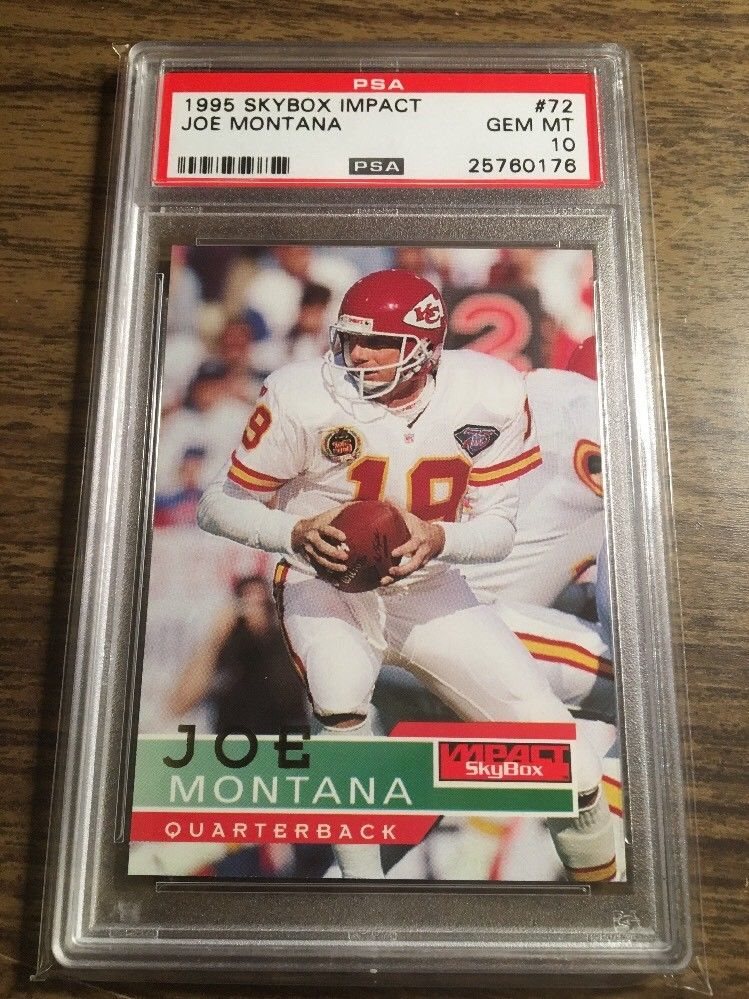 PSA
1995 SKYBOX IMPACT #72
JOE MONTANA GEM MT
10
PSA 25760176
KC
19
19
JOE
MONTANA
IMPACT
SkyBox
QUARTERBACK